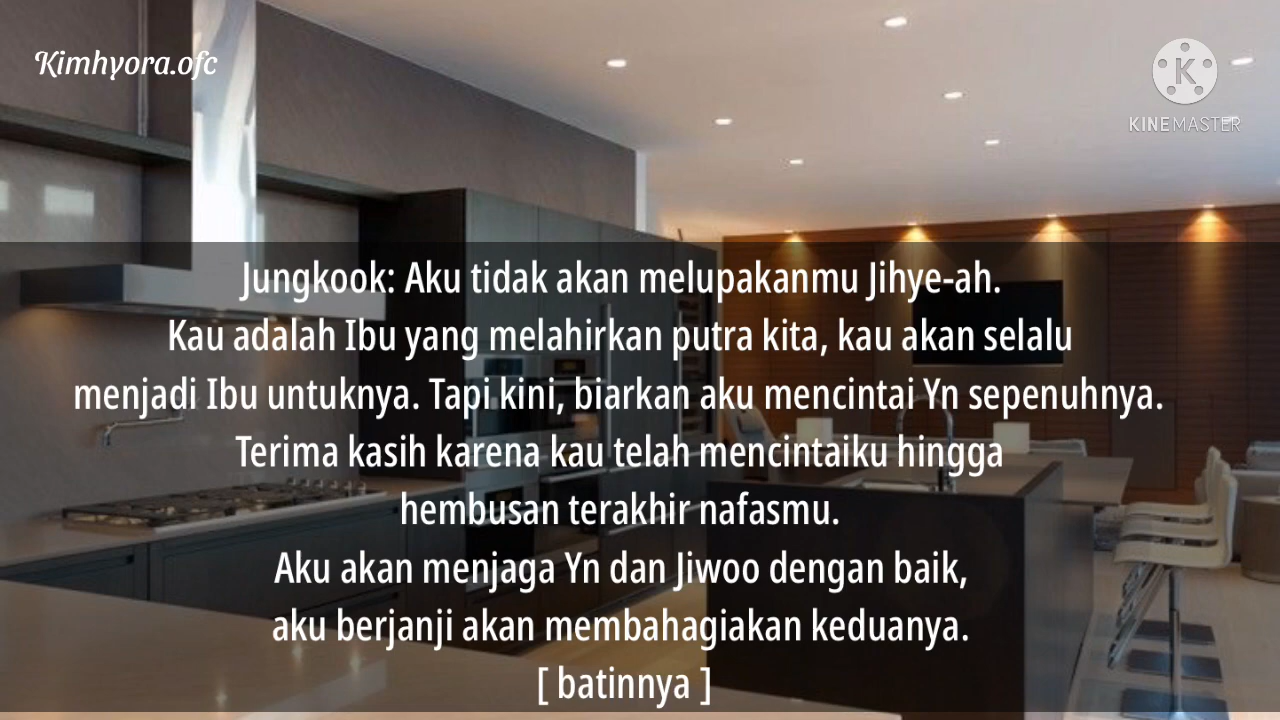 Kimhyora.ofc
K
KINEMASTER
Jungkook: Aku tidak akan melupakanmu Jihye-ah.
Kau adalah Ibu yang melahirkan putra kita, kau akan selalu
menjadi Ibu untuknya. Tapi kini, biarkan aku mencintai Yn sepenuhnya.
Terima kasih karena kau telah mencintaiku hingga
hembusan terakhir nafasmu.
Aku akan menjaga Yn dan Jiwoo dengan baik,
aku berjanji akan membahagiakan keduanya.
[ batinnya ]